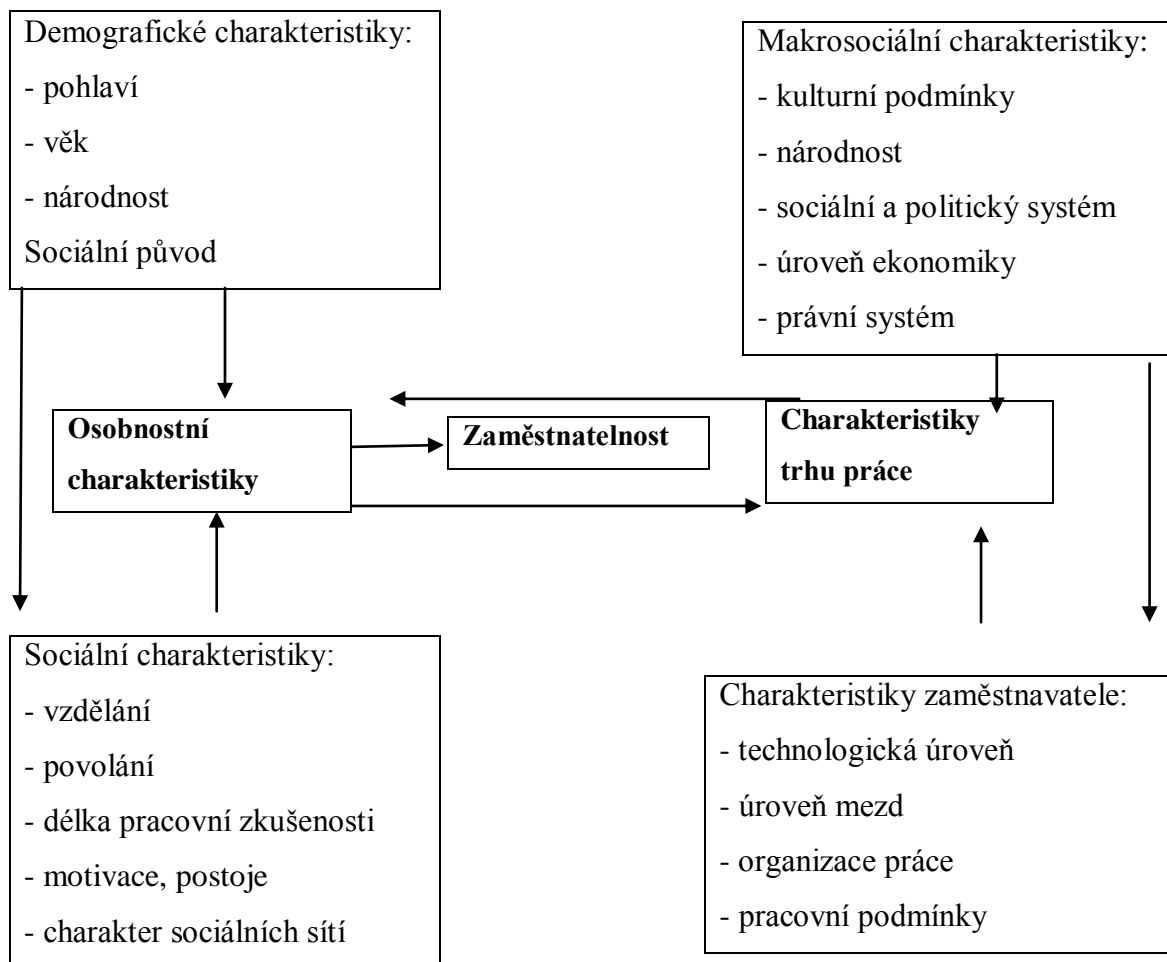 Demografické charakteristiky:
- pohlaví
- věk
- národnost
Sociální původ
Makrosociální charakteristiky:
- kulturní podmínky
- národnost
- sociální a politický systém
- úroveň ekonomiky
- právní systém
Osobnostní
charakteristiky
Zaměstnatelnost
Charakteristiky
trhu práce
Sociální charakteristiky:
- vzdělání
- povolání
- délka pracovní zkušenosti
- motivace, postoje
- charakter sociálních sítí
Charakteristiky zaměstnavatele:
- technologická úroveň
- úroveň mezd
- organizace práce
- pracovní podmínky